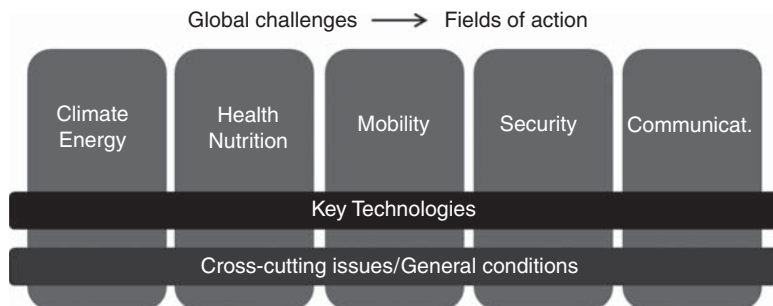 Global challenges → Fields of action
Climate
Energy
Health
Nutrition
Mobility
Security
Communicat.
Key Technologies
Cross-cutting issues/General conditions